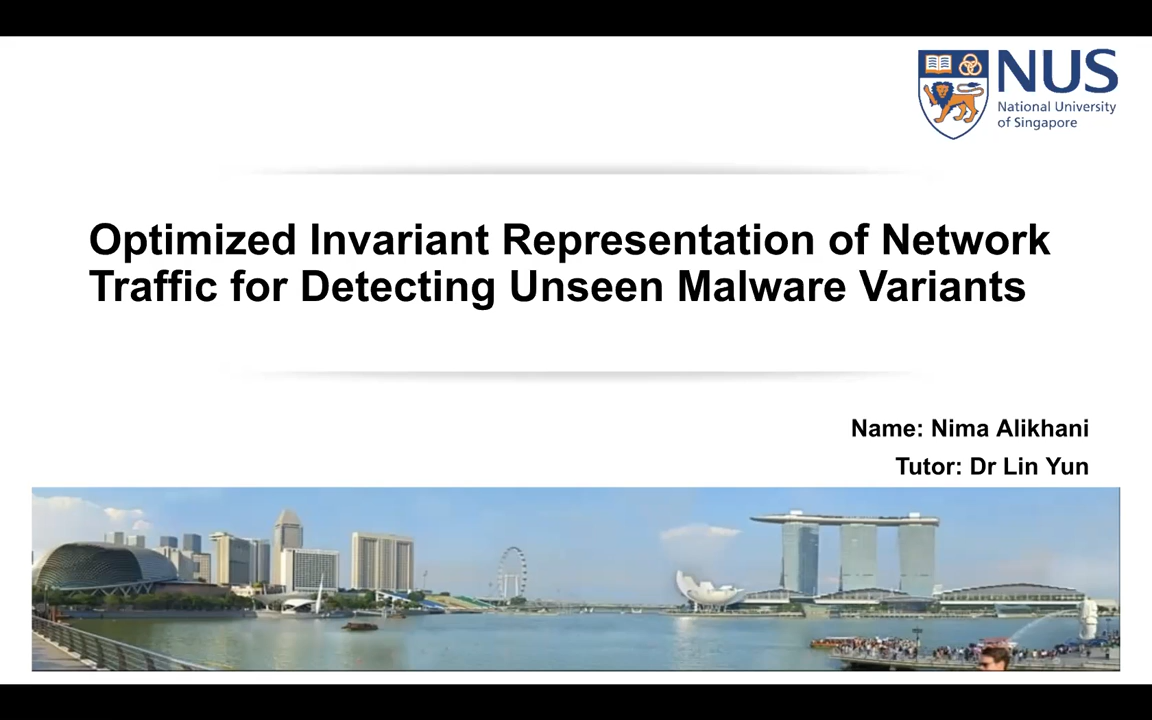 NUS
National University
of Singapore
Optimized Invariant Representation of Network
Traffic for Detecting Unseen Malware Variants
Name: Nima Alikhani
Tutor: Dr Lin Yun